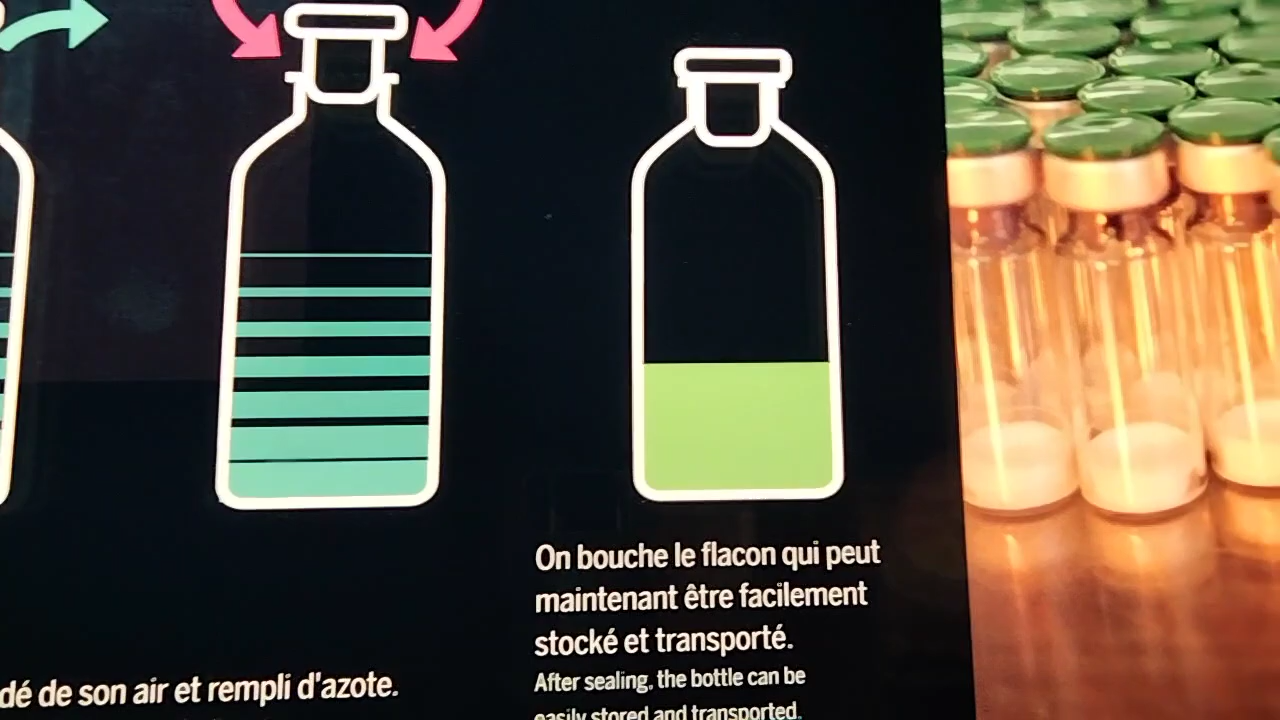 dé de son air et rempli d'azote.
On bouche le flacon qui peut
maintenant être facilement
stocké et transporté.
After sealing, the bottle can be
easily stored and transported.